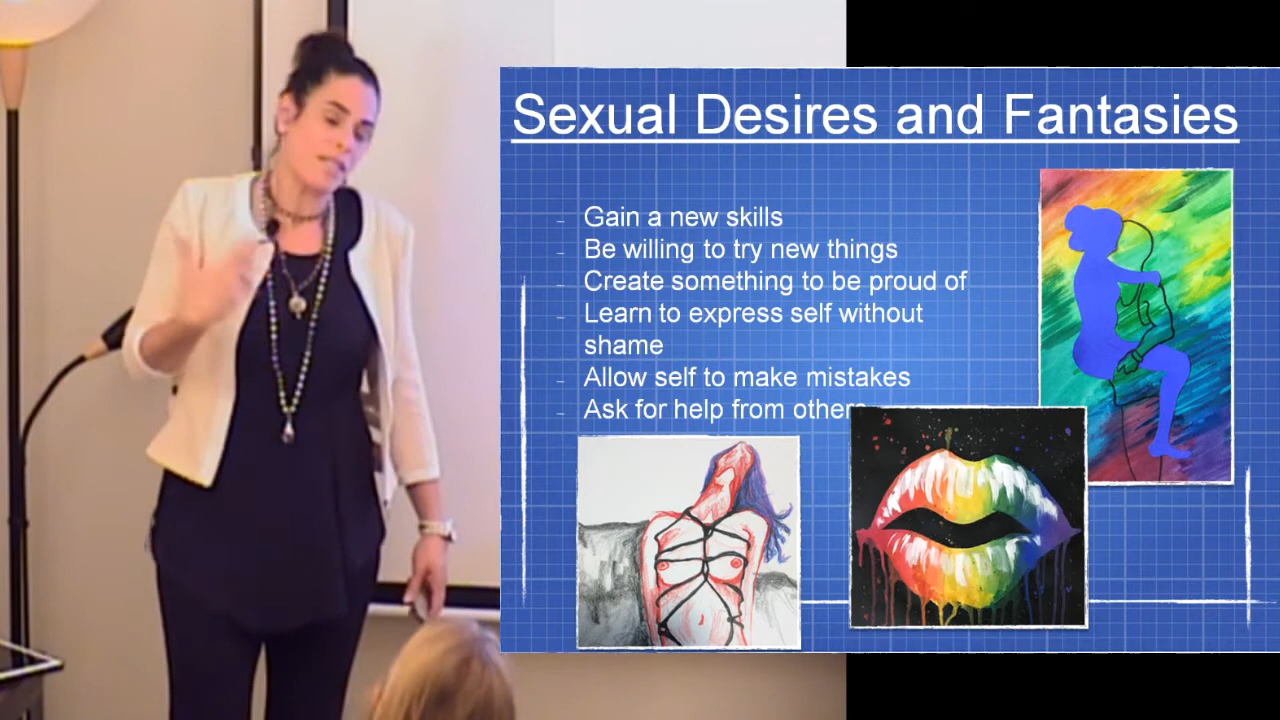 Sexual Desires and Fantasies
- Gain a new skills
- Be willing to try new things
- Create something to be proud of
- Learn to express self without
shame
- Allow self to make mistakes
- Ask for help from others